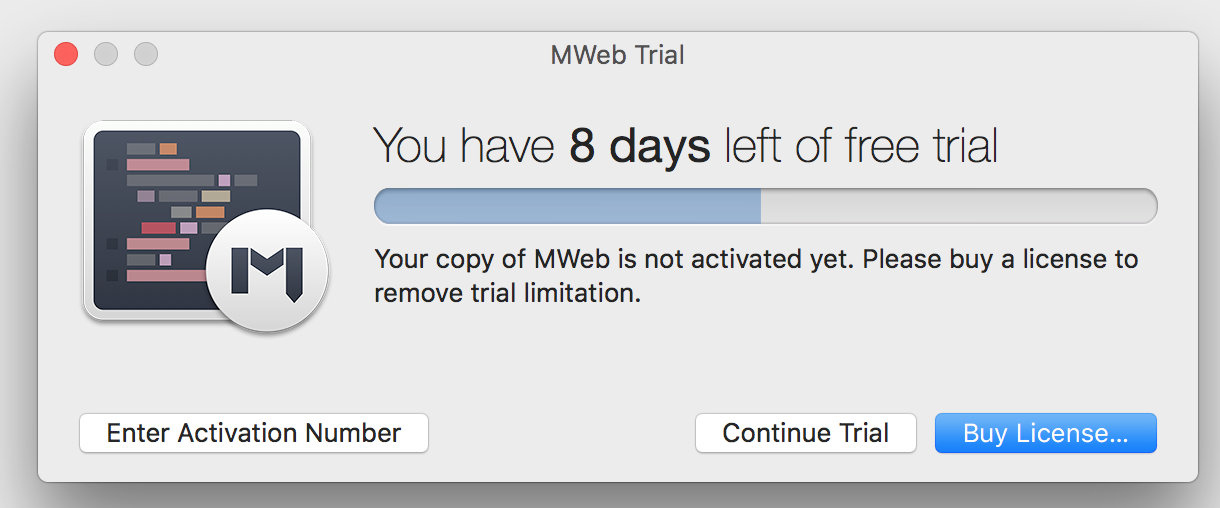 MWeb Trial
You have 8 days left of free trial
Your copy of MWeb is not activated yet. Please buy a license to
remove trial limitation.
Enter Activation Number
Continue Trial
Buy License...